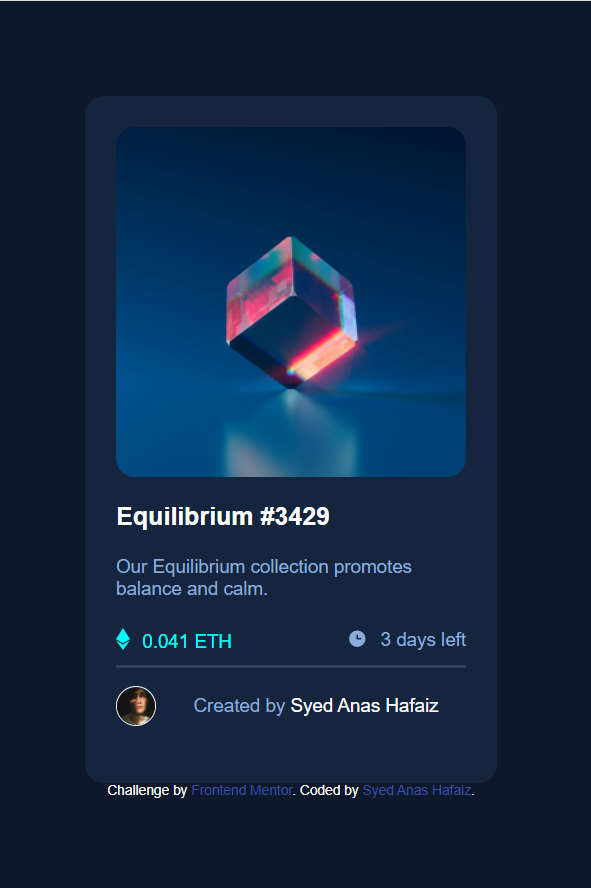 Equilibrium #3429
Our Equilibrium collection promotes
balance and calm.
0.041 ETH
3 days left
Created by Syed Anas Hafaiz
Challenge by Frontend Mentor. Coded by Syed Anas Hafaiz.